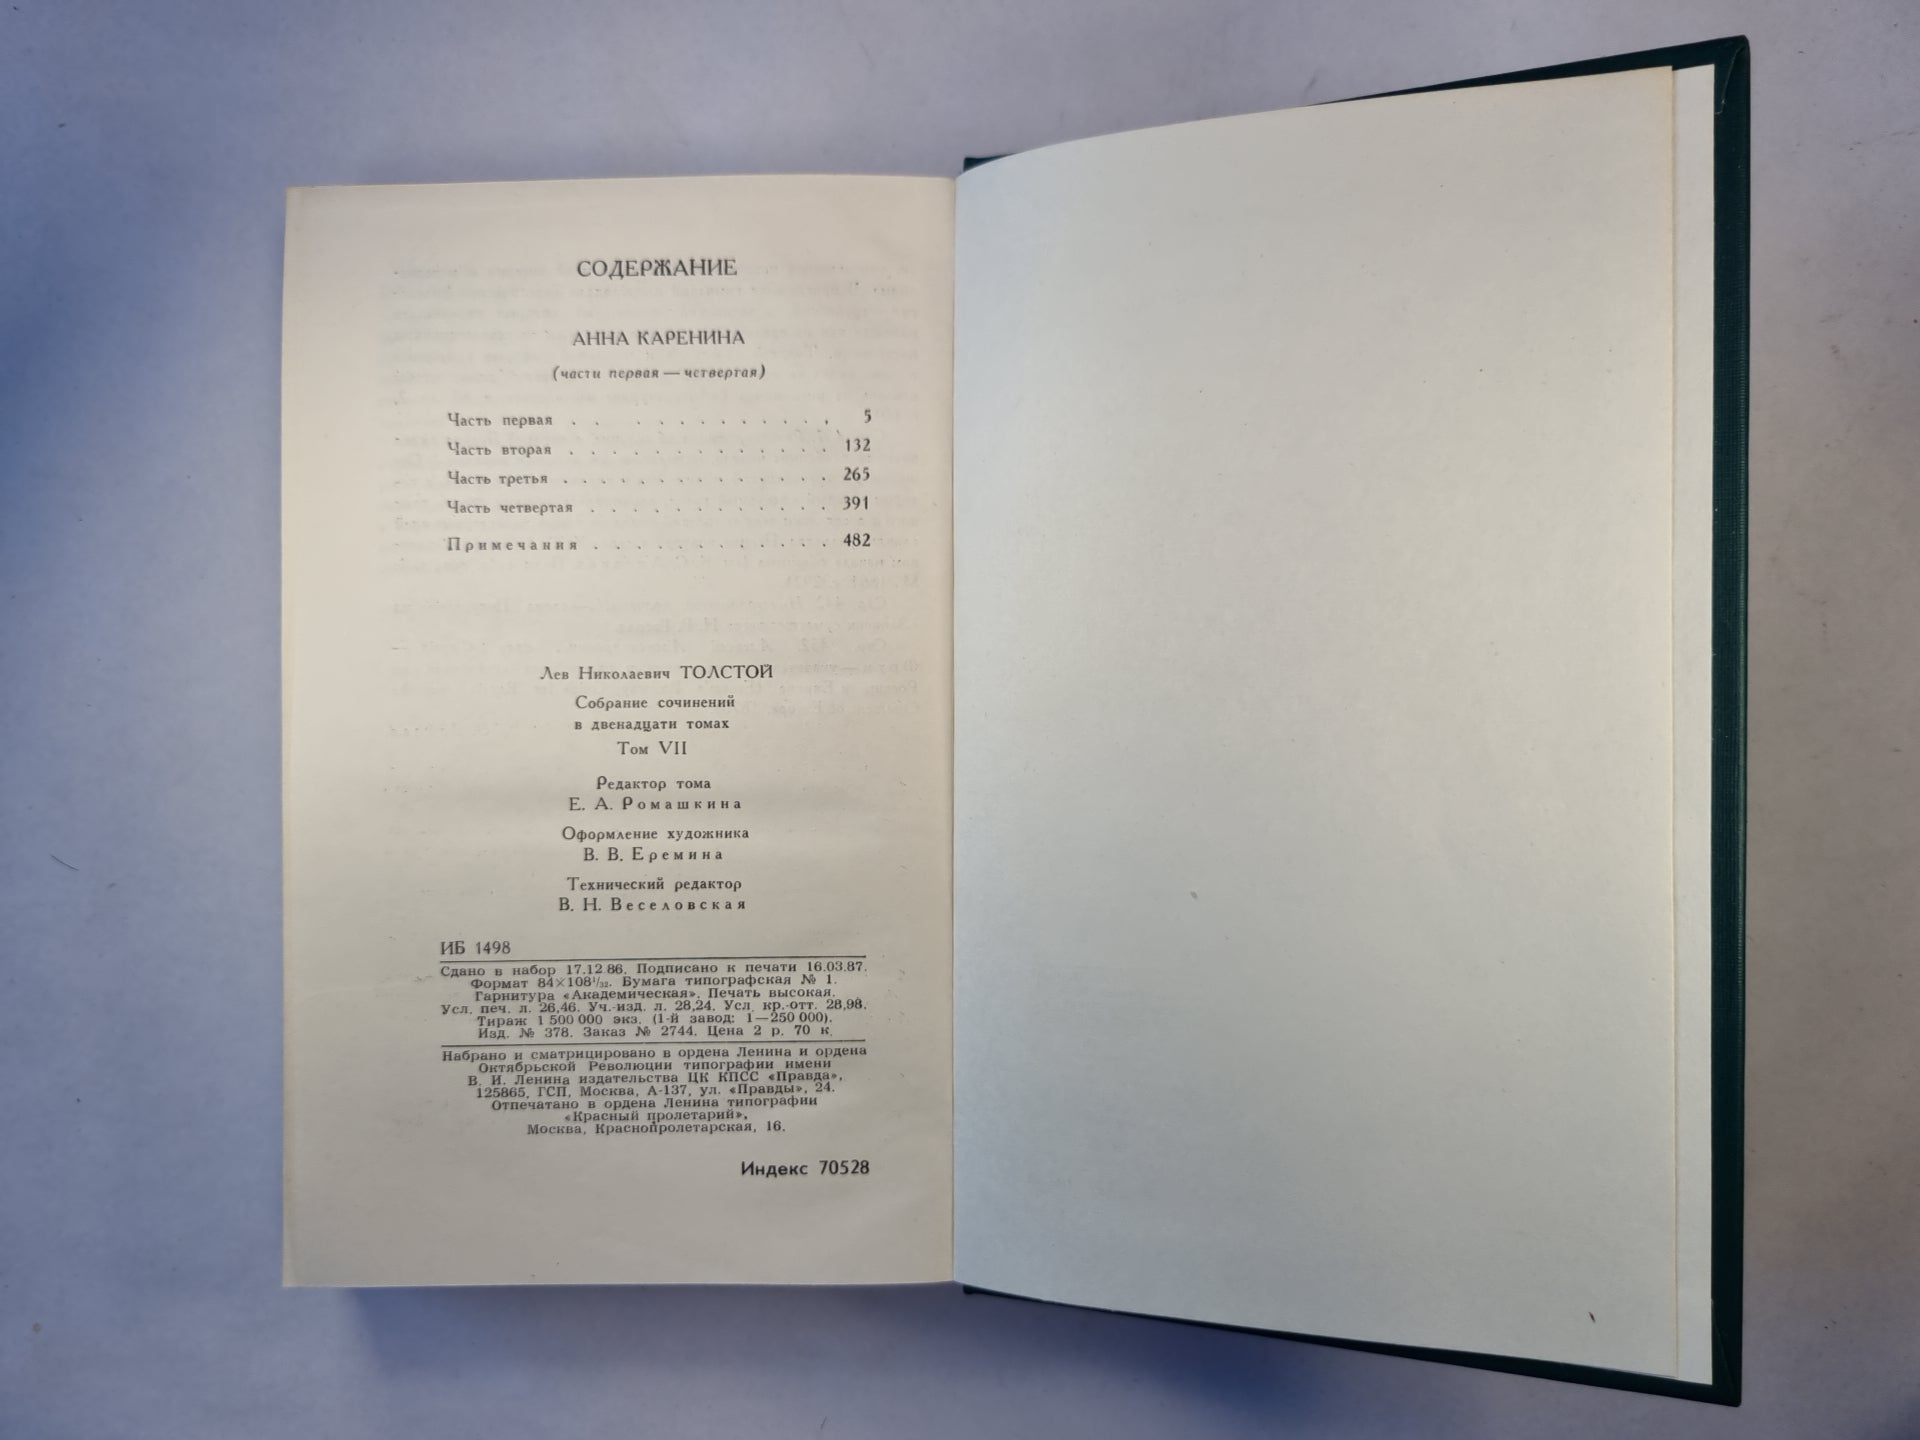 СОДЕРЖАНИЕ
АННА КАРЕНИНА
(части первая — четвертая)
Часть первая . . . . . . . . . . . . 5
Часть вторая . . . . . . . . . . . . 132
Часть третья . . . . . . . . . . . . 265
Часть четвертая . . . . . . . . . . . 391
Примечания . . . . . . . . . . . 482
Лев Николаевич ТОЛСТОЙ
Собрание сочинений
в двенадцати томах
Том VII
Редактор тома
Е. А. Ромашкина
Оформление художника
В. В. Еремина
Технический редактор
В. Н. Веселовская
ИБ 1498
Сдано в набор 17.12.86. Подписано к печати 16.03.87.
Формат 84×108¹/₃₂. Бумага типографская № 1.
Гарнитура «Академическая». Печать высокая.
Усл. печ. л. 26,46. Уч.-изд. л. 28,24. Усл. кр.-отт. 28,98.
Тираж 1 500 000 экз. (1-й завод: 1—250 000).
Изд. № 378. Заказ № 2744. Цена 2 р. 70 к.
Набрано и сматрицировано в ордена Ленина и ордена
Октябрьской Революции типографии имени
В. И. Ленина издательства ЦК КПСС «Правда»,
125865, ГСП, Москва, А-137, ул. «Правды», 24.
Отпечатано в ордена Ленина типографии
«Красный пролетарий»,
Москва, Краснопролетарская, 16.
Индекс 70528